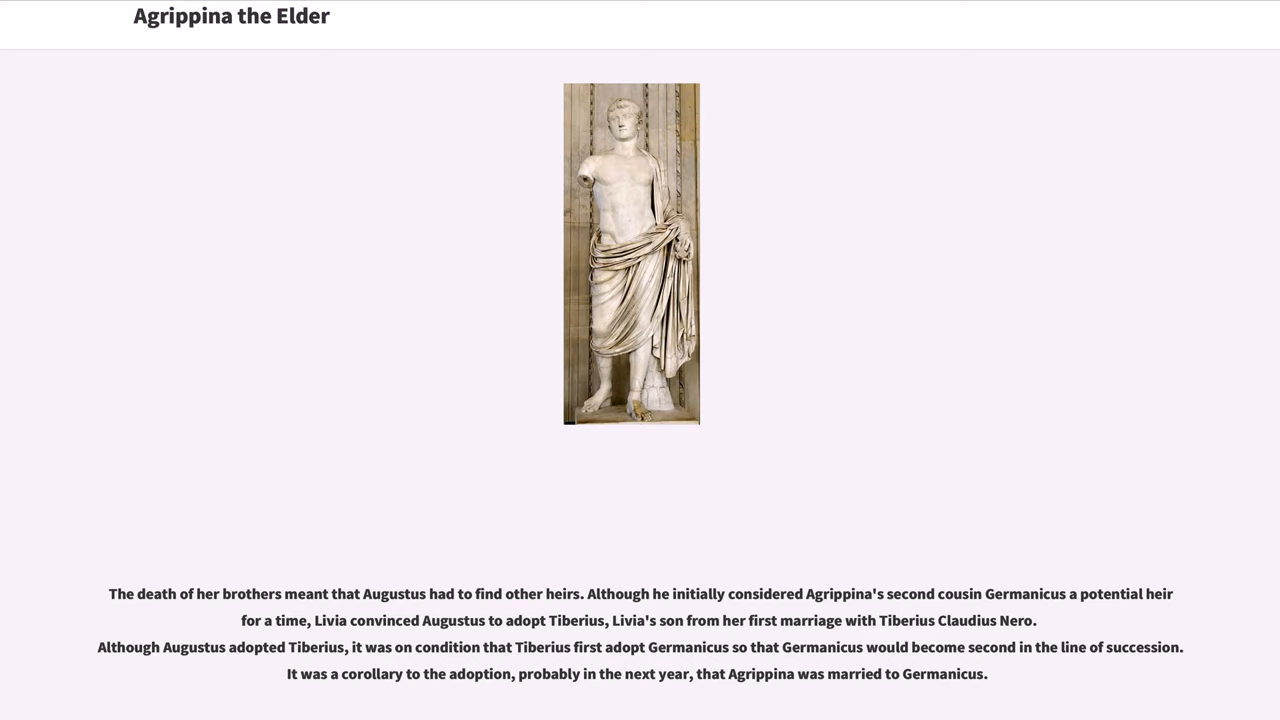 Agrippina the Elder
The death of her brothers meant that Augustus had to find other heirs. Although he initially considered Agrippina's second cousin Germanicus a potential heir
for a time, Livia convinced Augustus to adopt Tiberius, Livia's son from her first marriage with Tiberius Claudius Nero.
Although Augustus adopted Tiberius, it was on condition that Tiberius first adopt Germanicus so that Germanicus would become second in the line of succession.
It was a corollary to the adoption, probably in the next year, that Agrippina was married to Germanicus.